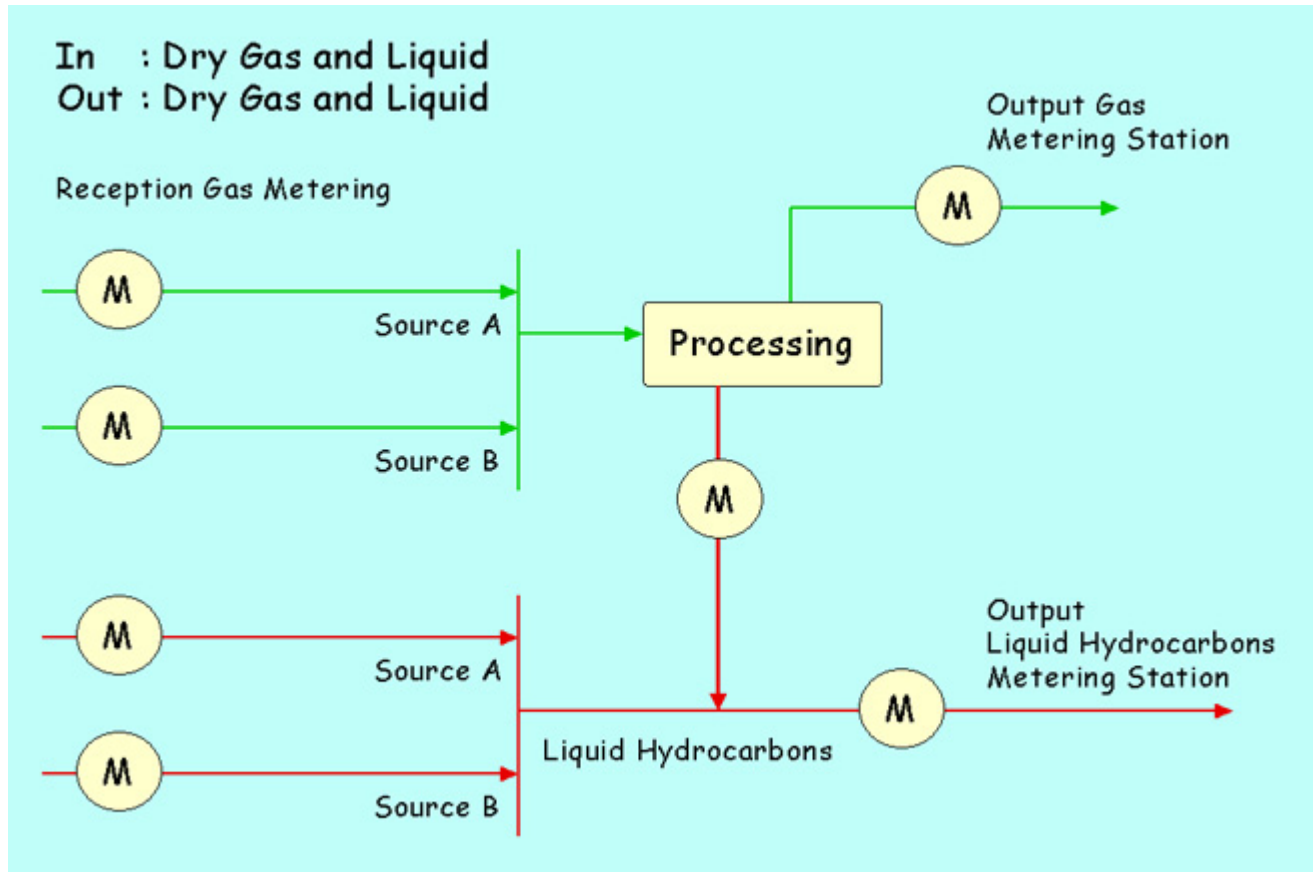 In : Dry Gas and Liquid
Out : Dry Gas and Liquid
Output Gas
Metering Station
Reception Gas Metering
M
M
Source A
Processing
M
Source B
M
M
Source A
Output
Liquid Hydrocarbons
Metering Station
M
Liquid Hydrocarbons
M
Source B